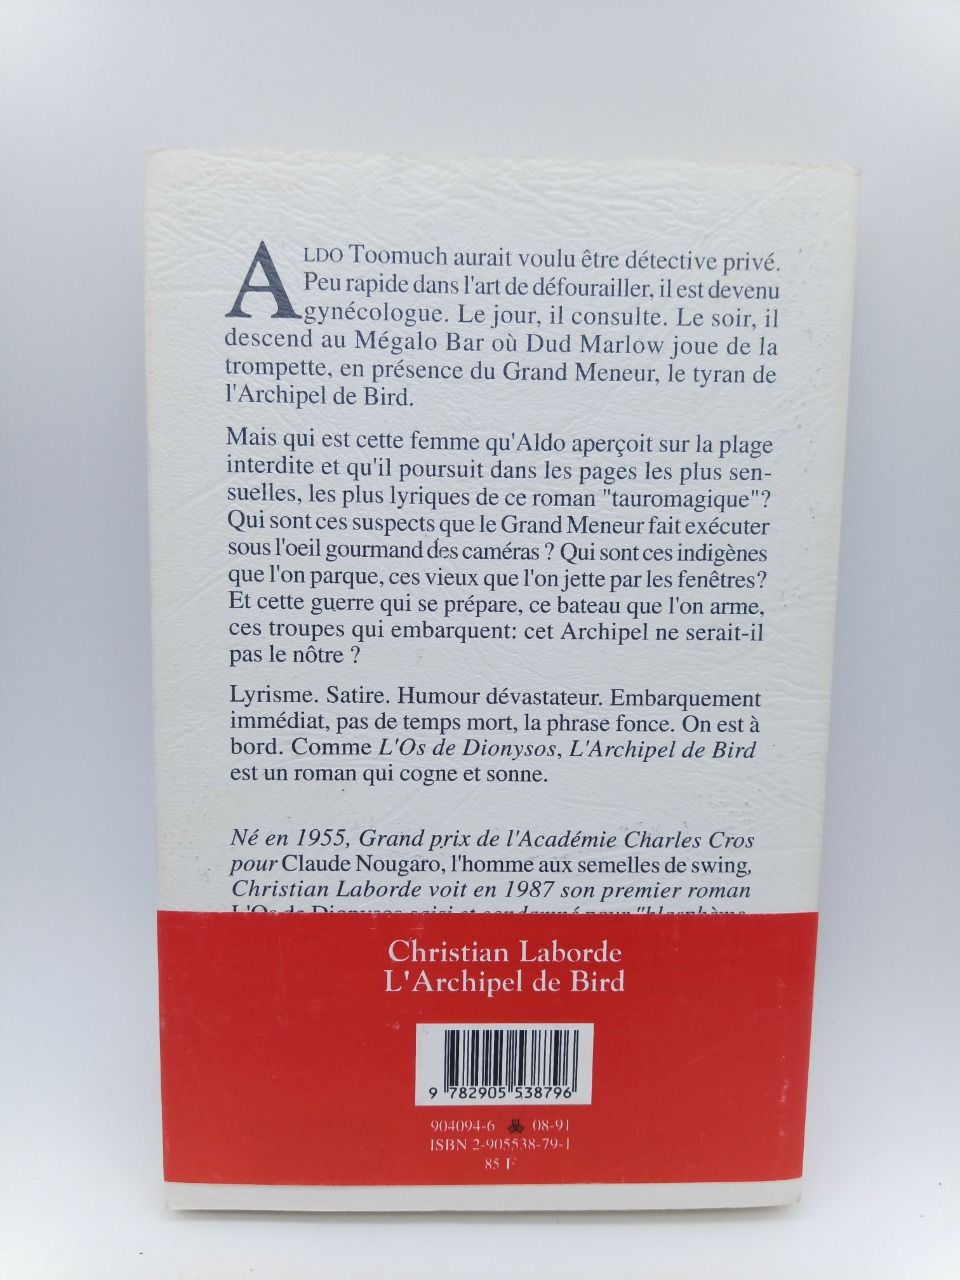 ALDO Toomuch aurait voulu être détective privé.
Peu rapide dans l'art de défourailler, il est devenu
gynécologue. Le jour, il consulte. Le soir, il
descend au Mégalo Bar où Dud Marlow joue de la
trompette, en présence du Grand Meneur, le tyran de
l'Archipel de Bird.
Mais qui est cette femme qu'Aldo aperçoit sur la plage
interdite et qu'il poursuit dans les pages les plus sen-
suelles, les plus lyriques de ce roman "tauromagique"?
Qui sont ces suspects que le Grand Meneur fait exécuter
sous l'oeil gourmand des caméras ? Qui sont ces indigènes
que l'on parque, ces vieux que l'on jette par les fenêtres?
Et cette guerre qui se prépare, ce bateau que l'on arme,
ces troupes qui embarquent: cet Archipel ne serait-il
pas le nôtre ?
Lyrisme. Satire. Humour dévastateur. Embarquement
immédiat, pas de temps mort, la phrase fonce. On est à
bord. Comme L'Os de Dionysos, L'Archipel de Bird
est un roman qui cogne et sonne.
Né en 1955, Grand prix de l'Académie Charles Cros
pour Claude Nougaro, l'homme aux semelles de swing,
Christian Laborde voit en 1987 son premier roman
L'Os de Dionysos saisi et condamné pour "blasphème
Christian Laborde
L'Archipel de Bird
9 782905 538796
904094-6 08-91
ISBN 2-905538-79-1
85 F